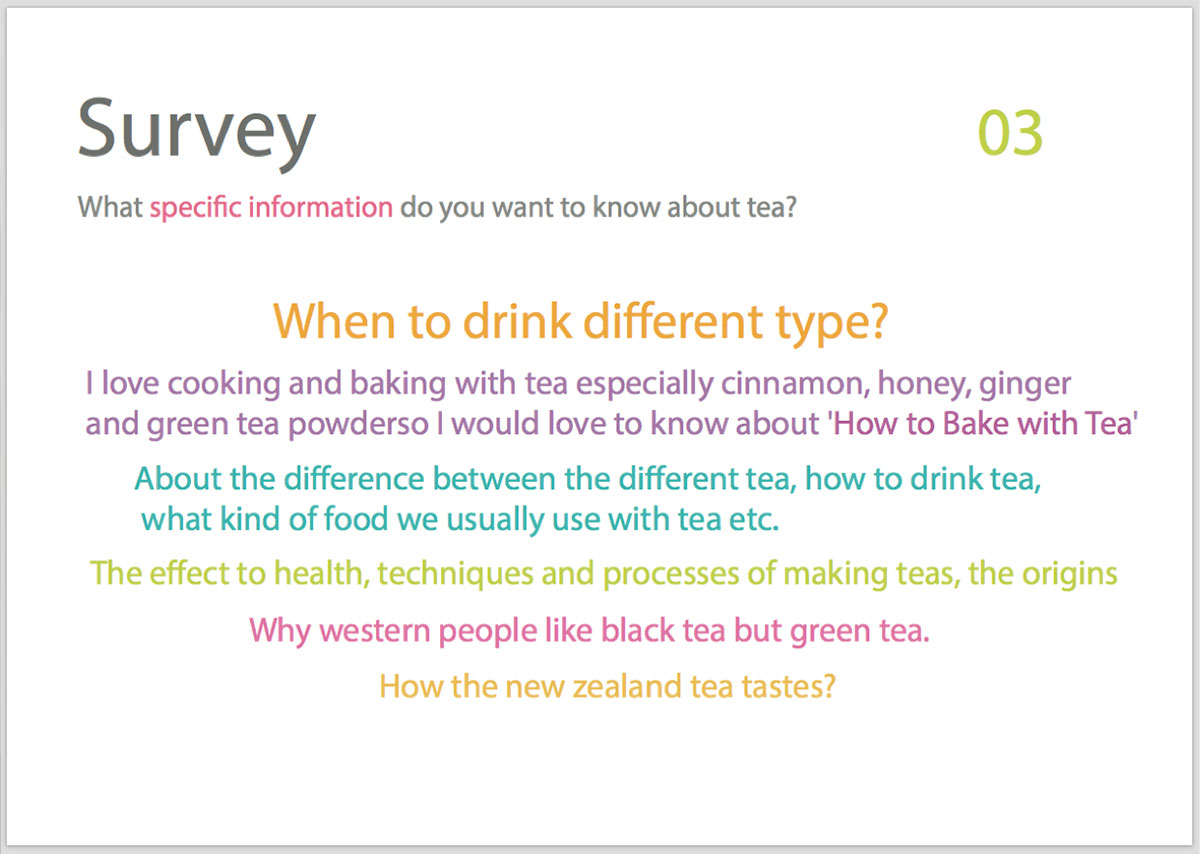 Survey
03
What specific information do you want to know about tea?
When to drink different type?
I love cooking and baking with tea especially cinnamon, honey, ginger
and green tea powderso I would love to know about 'How to Bake with Tea'
About the difference between the different tea, how to drink tea,
what kind of food we usually use with tea etc.
The effect to health, techniques and processes of making teas, the origins
Why western people like black tea but green tea.
How the new zealand tea tastes?